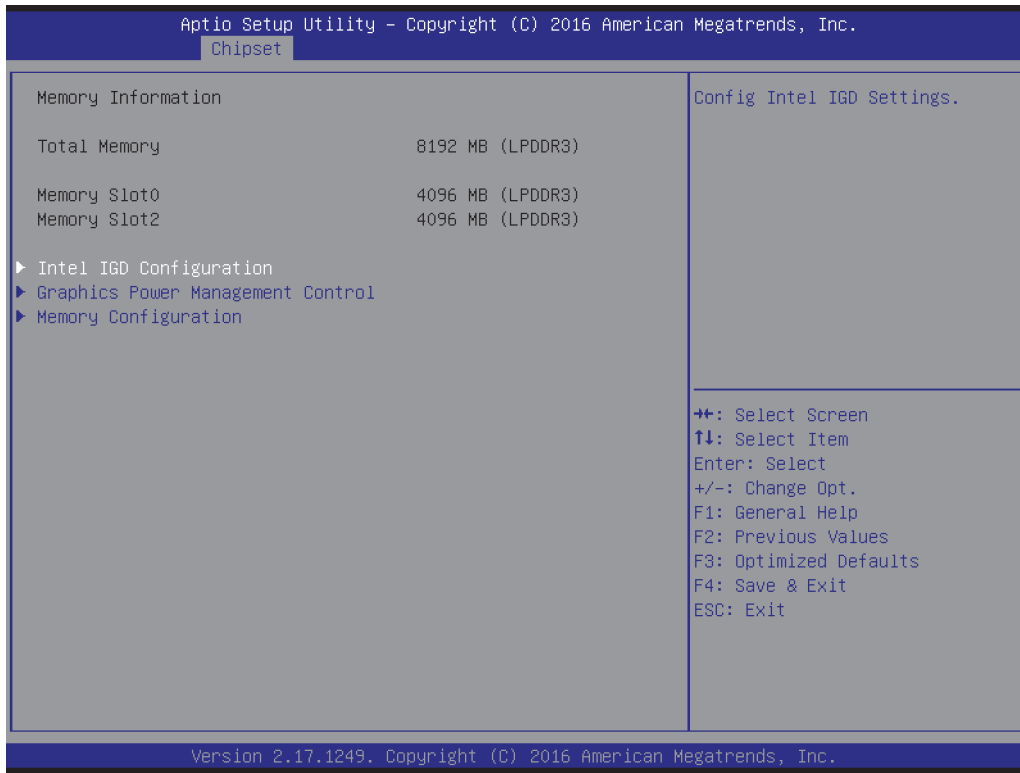 Aptio Setup Utility – Copyright (C) 2016 American Megatrends, Inc.
Chipset
Memory Information
Total Memory 8192 MB (LPDDR3)
Memory Slot0 4096 MB (LPDDR3)
Memory Slot2 4096 MB (LPDDR3)
Intel IGD Configuration
Graphics Power Management Control
Memory Configuration
Config Intel IGD Settings.
→←: Select Screen
↑↓: Select Item
Enter: Select
+/-: Change Opt.
F1: General Help
F2: Previous Values
F3: Optimized Defaults
F4: Save & Exit
ESC: Exit
Version 2.17.1249. Copyright (C) 2016 American Megatrends, Inc.